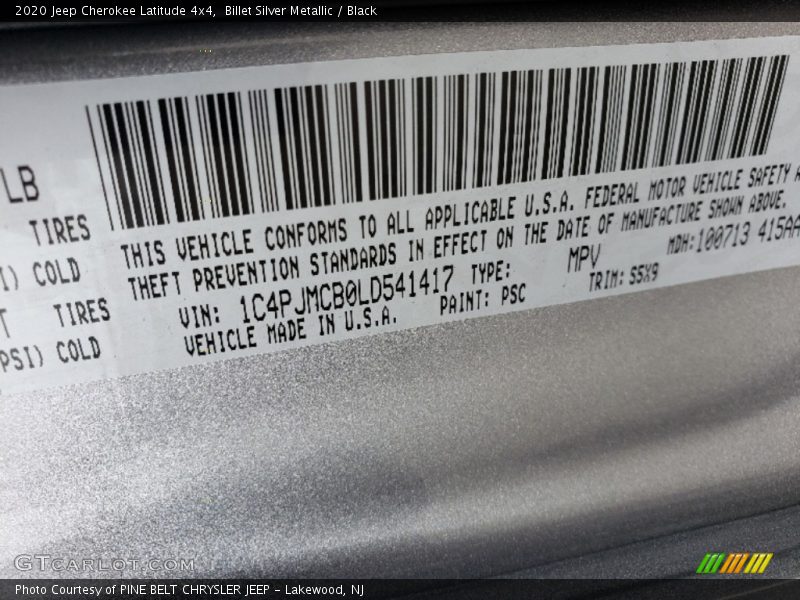 2020 Jeep Cherokee Latitude 4x4,  Billet Silver Metallic / Black
LB
TIRES
COLD
TIRES
PSI) COLD
THIS VEHICLE CONFORMS TO ALL APPLICABLE U.S.A. FEDERAL MOTOR VEHICLE SAFETY A
THEFT PREVENTION STANDARDS IN EFFECT ON THE DATE OF MANUFACTURE SHOWN ABOVE.
VIN: 1C4PJMCB0LD541417 TYPE: MPV MDH:100713 415AA
VEHICLE MADE IN U.S.A. PAINT: PSC TRIM: S5X9
GTCARLOT.COM
Photo Courtesy of PINE BELT CHRYSLER JEEP - Lakewood, NJ